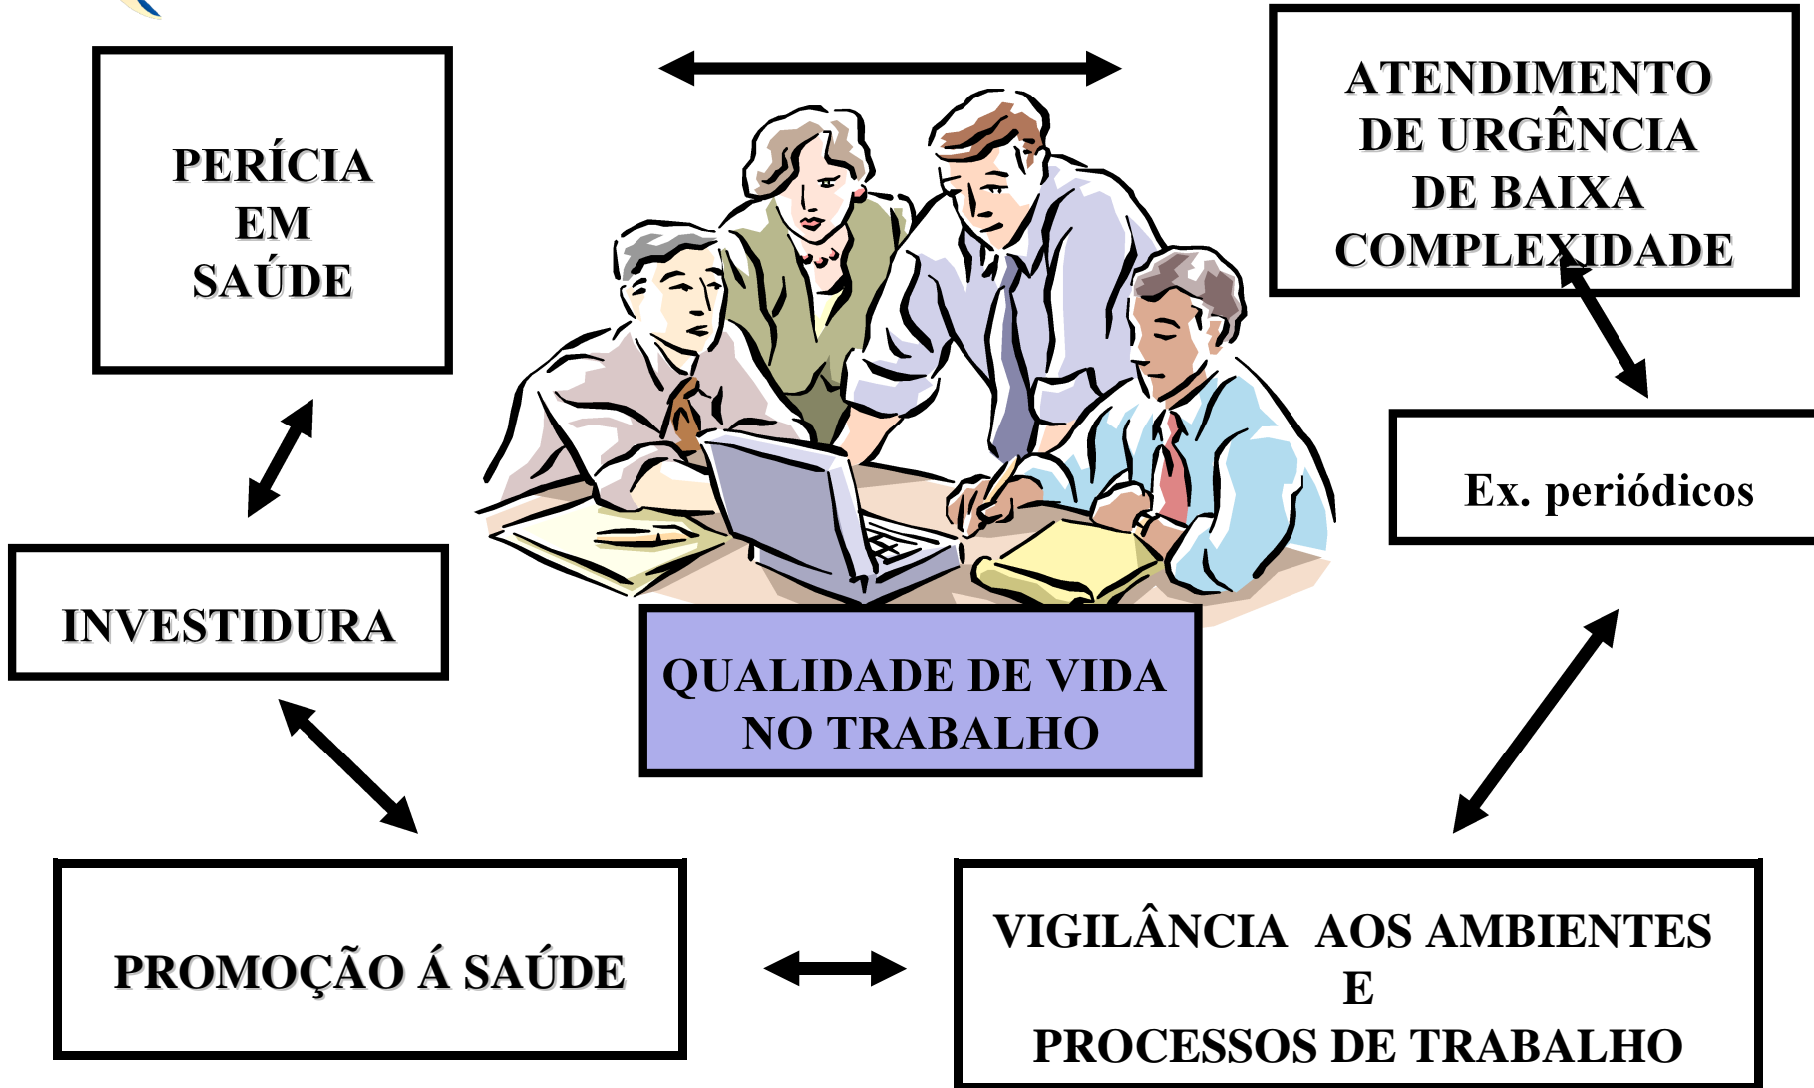 PERÍCIA
EM
SAÚDE
ATENDIMENTO
DE URGÊNCIA
DE BAIXA
COMPLEXIDADE
Ex. periódicos
INVESTIDURA
QUALIDADE DE VIDA
NO TRABALHO
PROMOÇÃO Á SAÚDE
VIGILÂNCIA AOS AMBIENTES
E
PROCESSOS DE TRABALHO